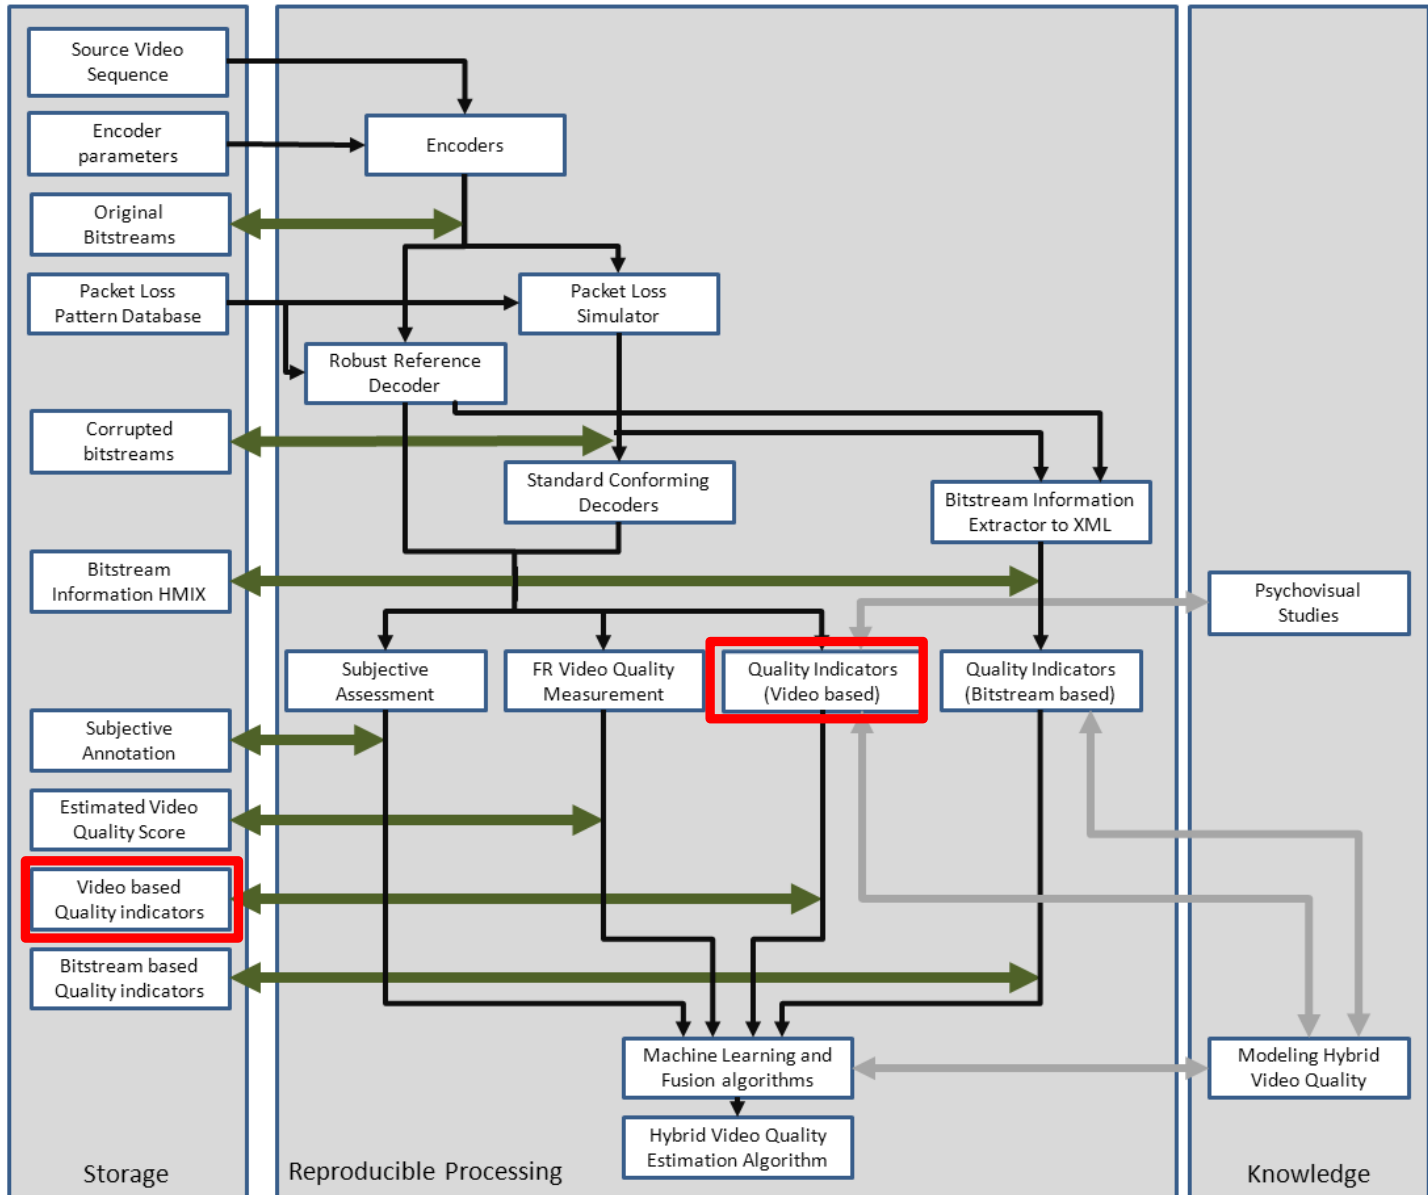 Source Video
Sequence
Encoder
parameters
Encoders
Original
Bitstreams
Packet Loss
Pattern Database
Packet Loss
Simulator
Robust Reference
Decoder
Corrupted
bitstreams
Standard Conforming
Decoders
Bitstream Information
Extractor to XML
Bitstream
Information HMIX
Psychovisual
Studies
Subjective
Assessment
FR Video Quality
Measurement
Quality Indicators
(Video based)
Quality Indicators
(Bitstream based)
Subjective
Annotation
Estimated Video
Quality Score
Video based
Quality indicators
Bitstream based
Quality indicators
Machine Learning and
Fusion algorithms
Modeling Hybrid
Video Quality
Hybrid Video Quality
Estimation Algorithm
Storage
Reproducible Processing
Knowledge